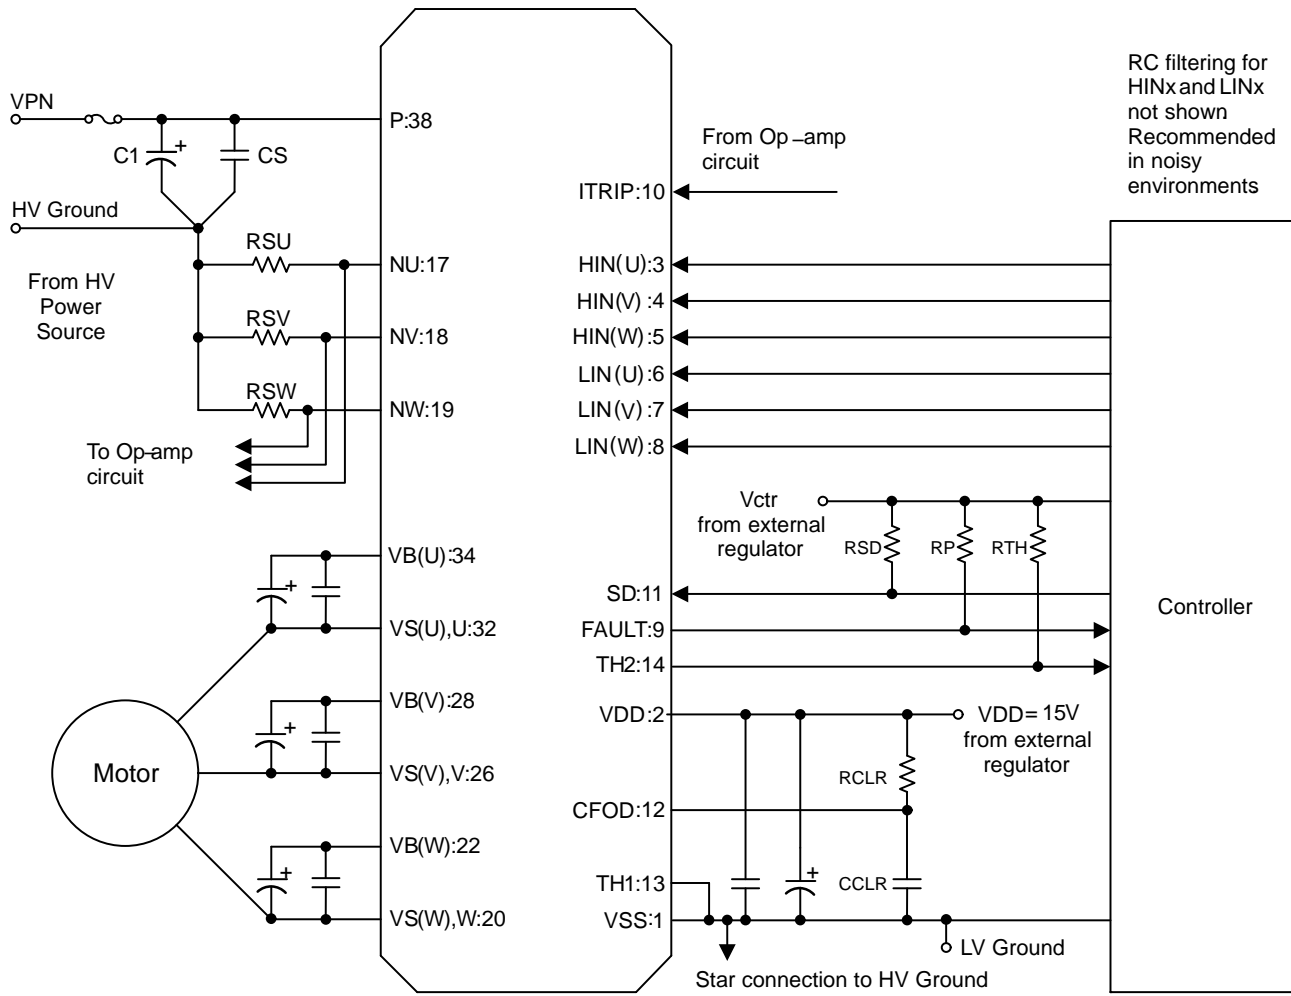 VPN
C1
+
CS
HV Ground
From HV
Power
Source
RSU
RSV
RSW
To Op-amp
circuit
P:38
NU:17
NV:18
NW:19
VB(U):34
+
VS(U),U:32
VB(V):28
+
VS(V),V:26
VB(W):22
+
VS(W),W:20
Motor
From Op-amp
circuit
ITRIP:10
HIN(U):3
HIN(V) :4
HIN(W):5
LIN(U):6
LIN(V):7
LIN(W):8
Vctr
from external
regulator
RSD
RP
RTH
SD:11
FAULT:9
TH2:14
VDD:2
VDD= 15V
from external
regulator
RCLR
CFOD:12
TH1:13
+
CCLR
VSS:1
LV Ground
Star connection to HV Ground
RC filtering for
HINx and LINx
not shown
Recommended
in noisy
environments
Controller